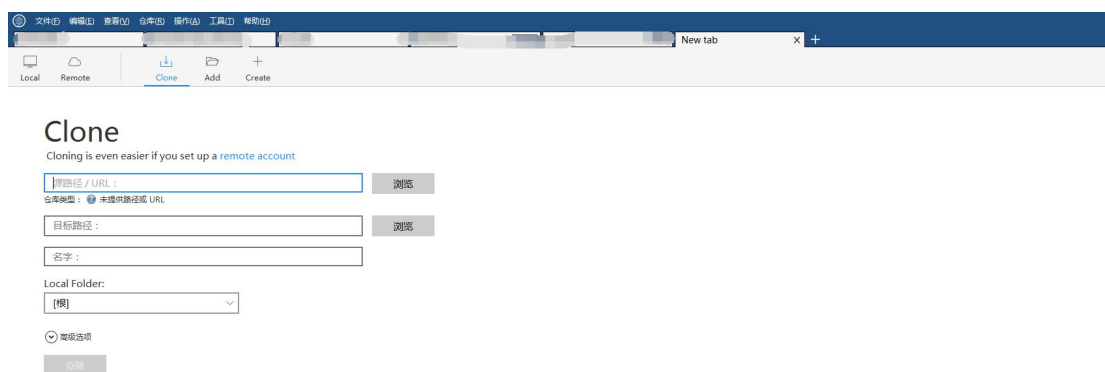 文件(F) 编辑(E) 查看(V) 仓库(R) 操作(A) 工具(T) 帮助(H)
New tab
Local Remote Clone Add Create
Clone
Cloning is even easier if you set up a remote account
源路径 / URL： 浏览
仓库类型： 未提供路径或 URL
目标路径： 浏览
名字：
Local Folder:
[根]
高级选项
克隆